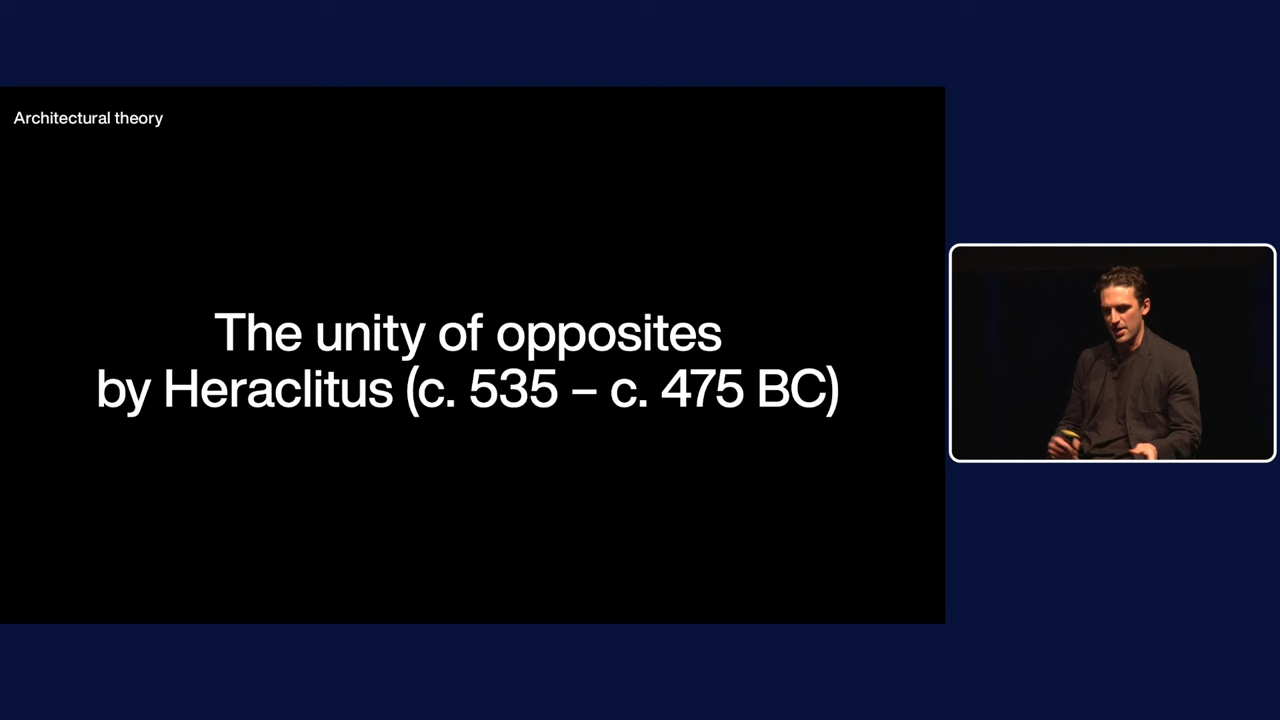 Architectural theory
The unity of opposites
by Heraclitus (c. 535 – c. 475 BC)